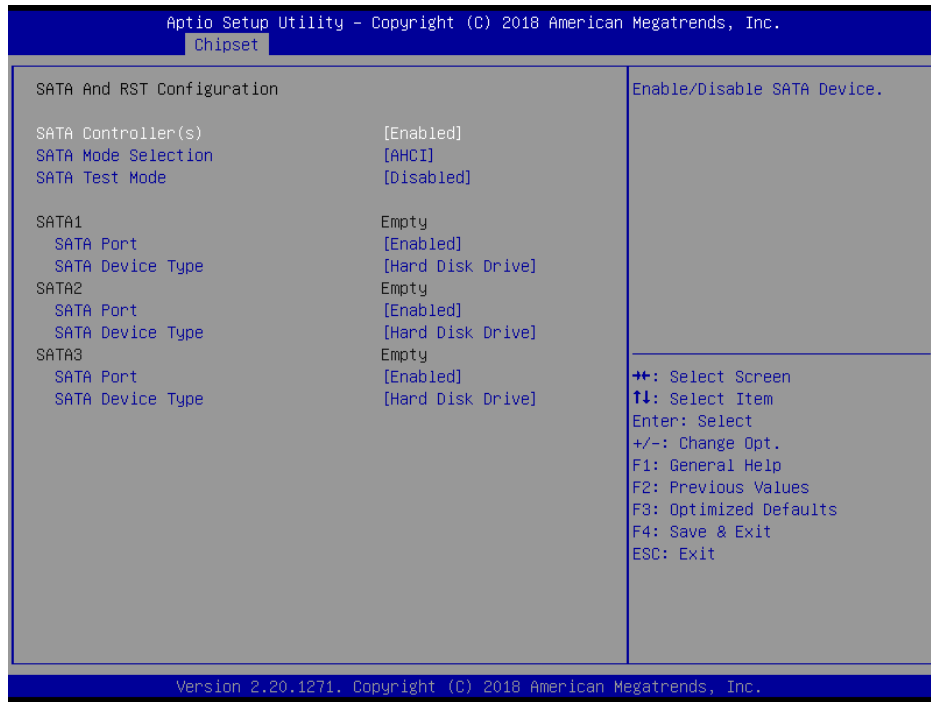 Aptio Setup Utility – Copyright (C) 2018 American Megatrends, Inc.
Chipset
SATA And RST Configuration
SATA Controller(s) [Enabled]
SATA Mode Selection [AHCI]
SATA Test Mode [Disabled]
SATA1 Empty
SATA Port [Enabled]
SATA Device Type [Hard Disk Drive]
SATA2 Empty
SATA Port [Enabled]
SATA Device Type [Hard Disk Drive]
SATA3 Empty
SATA Port [Enabled]
SATA Device Type [Hard Disk Drive]
Enable/Disable SATA Device.
→←: Select Screen
↑↓: Select Item
Enter: Select
+/-: Change Opt.
F1: General Help
F2: Previous Values
F3: Optimized Defaults
F4: Save & Exit
ESC: Exit
Version 2.20.1271. Copyright (C) 2018 American Megatrends, Inc.